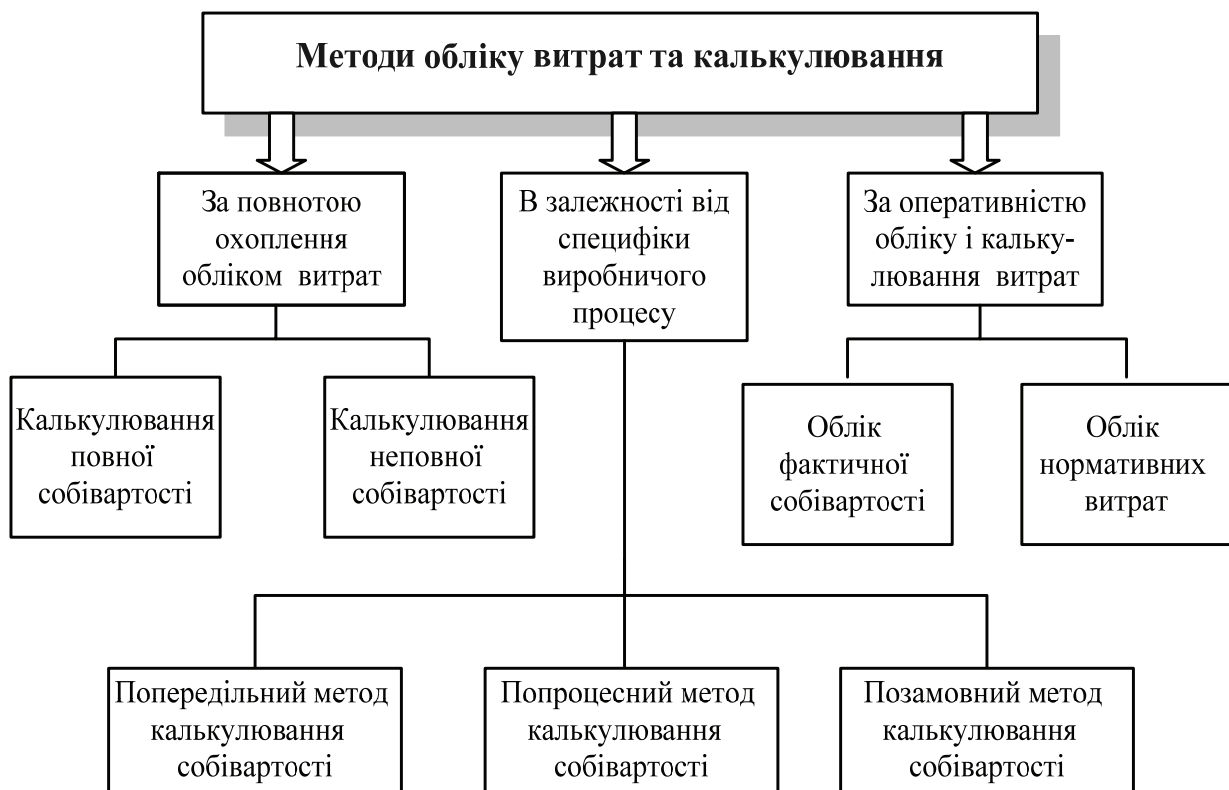 Методи обліку витрат та калькулювання
За повнотою
охоплення
обліком витрат
В залежності від
специфіки
виробничого
процесу
За оперативністю
обліку і кальку-
лювання витрат
Калькулювання
повної
собівартості
Калькулювання
неповної
собівартості
Облік
фактичної
собівартості
Облік
нормативних
витрат
Попередільний метод
калькулювання
собівартості
Попроцесний метод
калькулювання
собівартості
Позамовний метод
калькулювання
собівартості